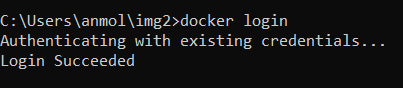 C:\Users\anmol\img2>docker login
Authenticating with existing credentials...
Login Succeeded